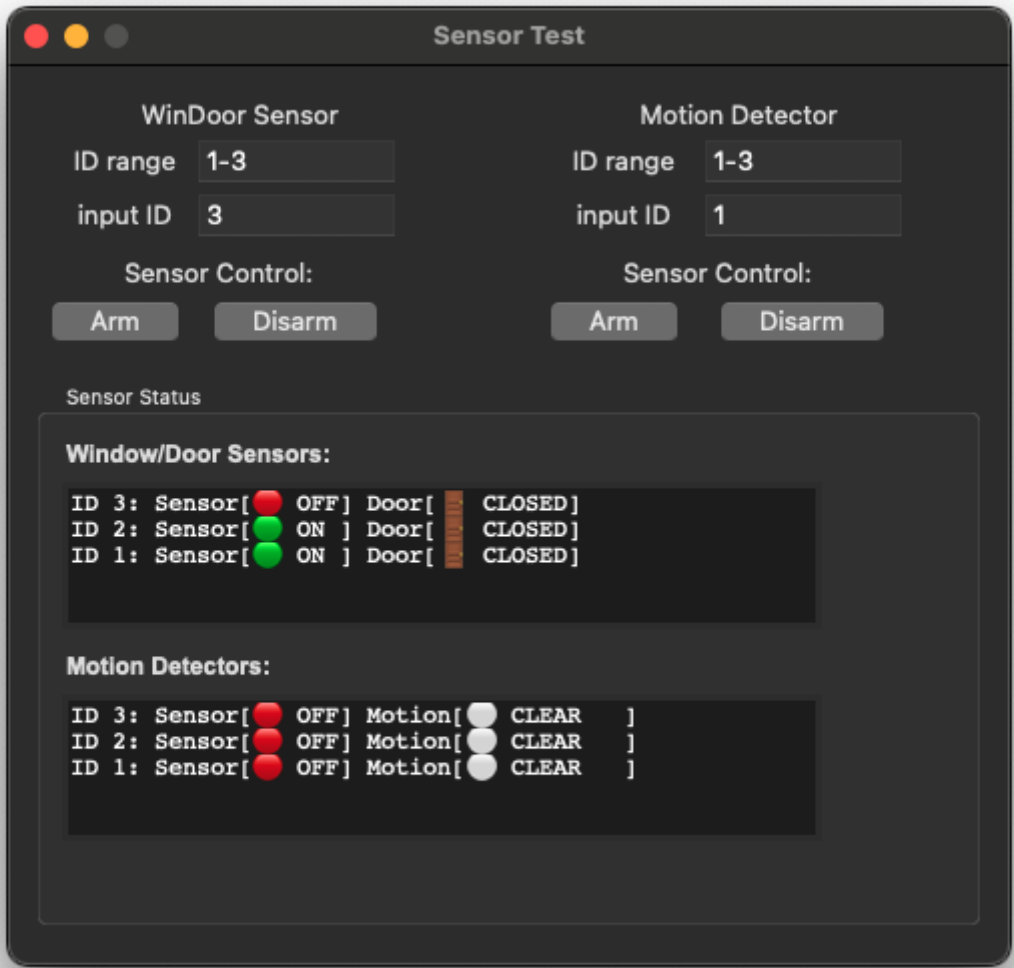 Sensor Test
WinDoor Sensor
ID range 1-3
input ID 3
Sensor Control:
Arm Disarm
Motion Detector
ID range 1-3
input ID 1
Sensor Control:
Arm Disarm
Sensor Status
Window/Door Sensors:
ID 3: Sensor[🔴 OFF] Door[🚪 CLOSED]
ID 2: Sensor[🟢 ON ] Door[🚪 CLOSED]
ID 1: Sensor[🟢 ON ] Door[🚪 CLOSED]
Motion Detectors:
ID 3: Sensor[🔴 OFF] Motion[⚪ CLEAR   ]
ID 2: Sensor[🔴 OFF] Motion[⚪ CLEAR   ]
ID 1: Sensor[🔴 OFF] Motion[⚪ CLEAR   ]